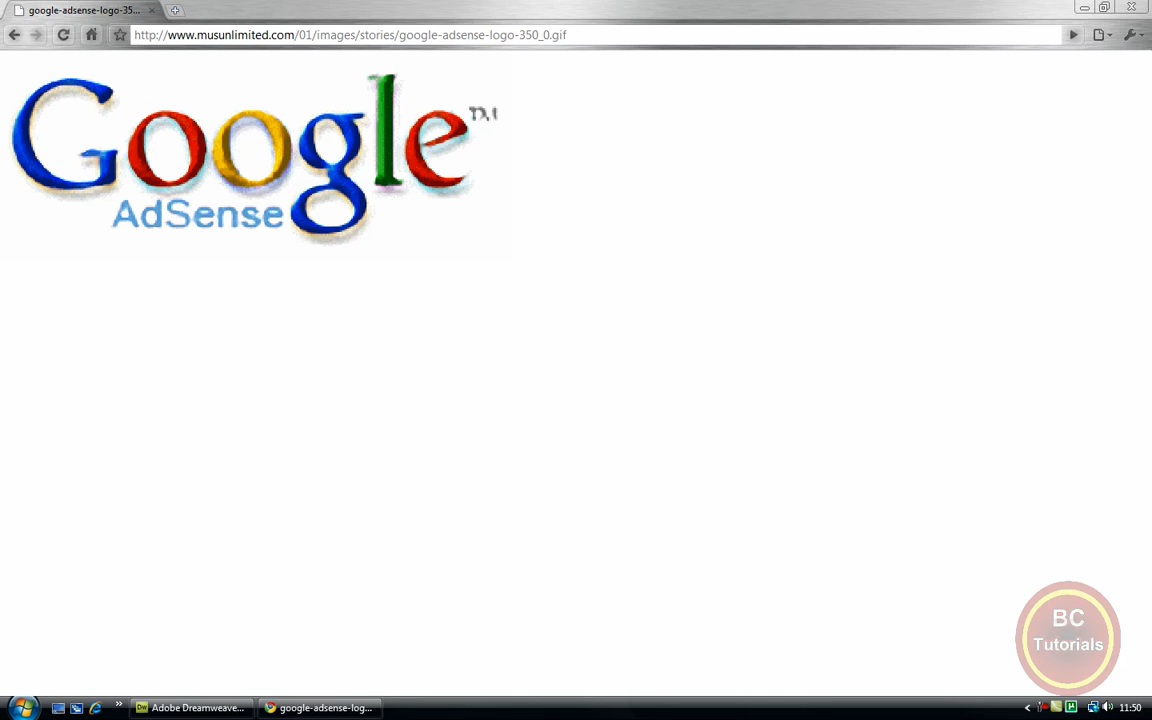 google-adsense-logo-35...
http://www.musunlimited.com/01/images/stories/google-adsense-logo-350_0.gif
Google
AdSense
BC
Tutorials
Adobe Dreamweave...
google-adsense-log...
11:50